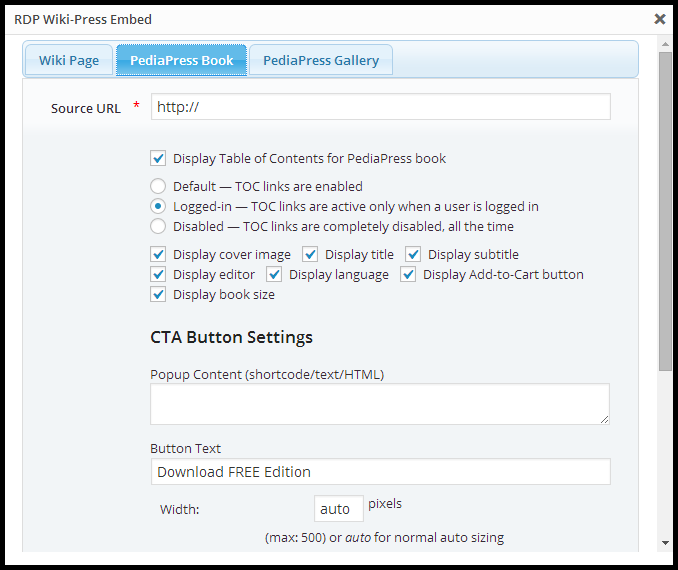 RDP Wiki-Press Embed
Wiki Page PediaPress Book PediaPress Gallery
Source URL * http://
Display Table of Contents for PediaPress book
Default — TOC links are enabled
Logged-in — TOC links are active only when a user is logged in
Disabled — TOC links are completely disabled, all the time
Display cover image Display title Display subtitle
Display editor Display language Display Add-to-Cart button
Display book size
CTA Button Settings
Popup Content (shortcode/text/HTML)
Button Text
Download FREE Edition
Width: auto pixels
(max: 500) or auto for normal auto sizing